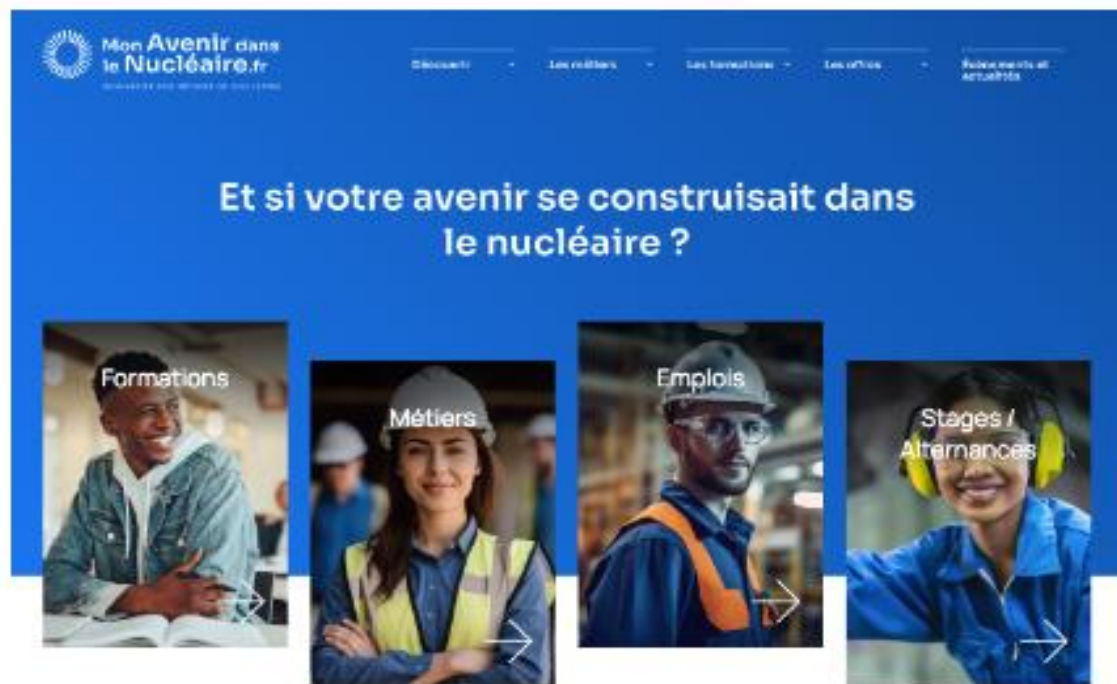 Mon Avenir dans
le Nucléaire.fr
Découvrir
Les métiers
Les formations
Les offres
Événements et
actualités
Et si votre avenir se construisait dans
le nucléaire ?
Formations
Métiers
Emplois
Stages /
Alternances